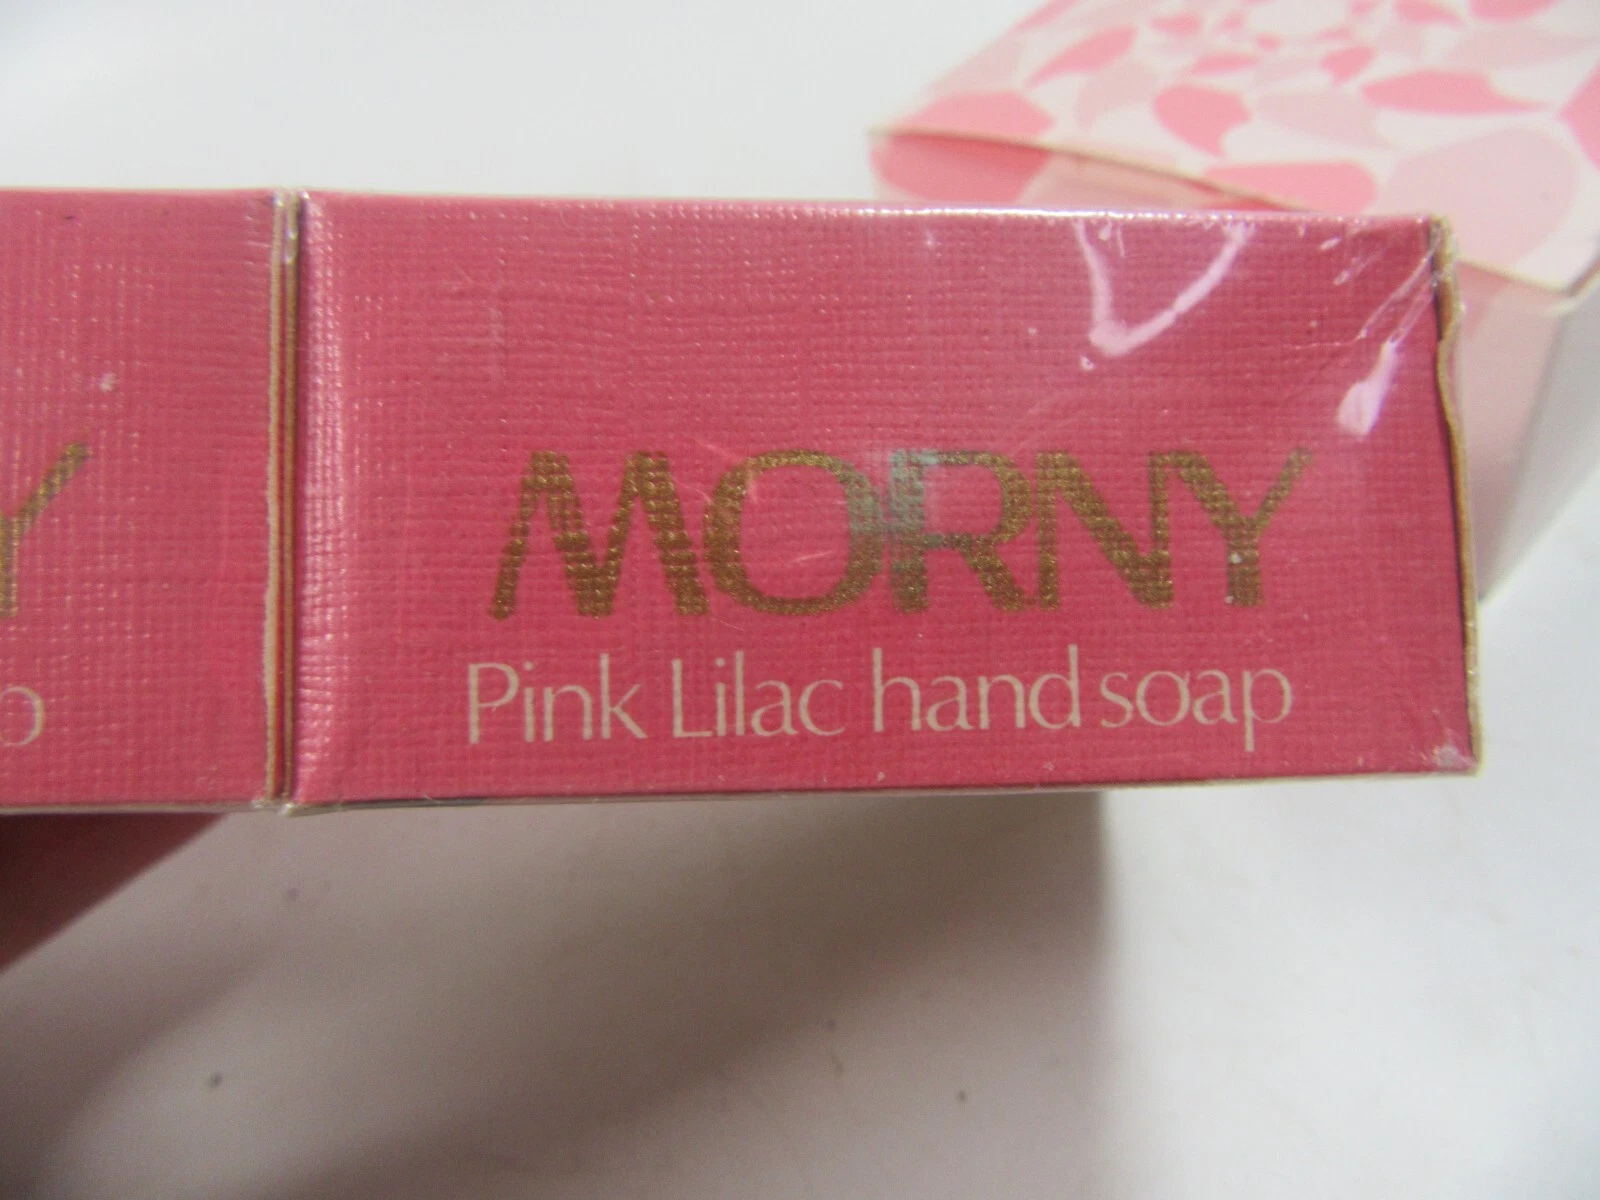 MORNY
Pink Lilac hand soap